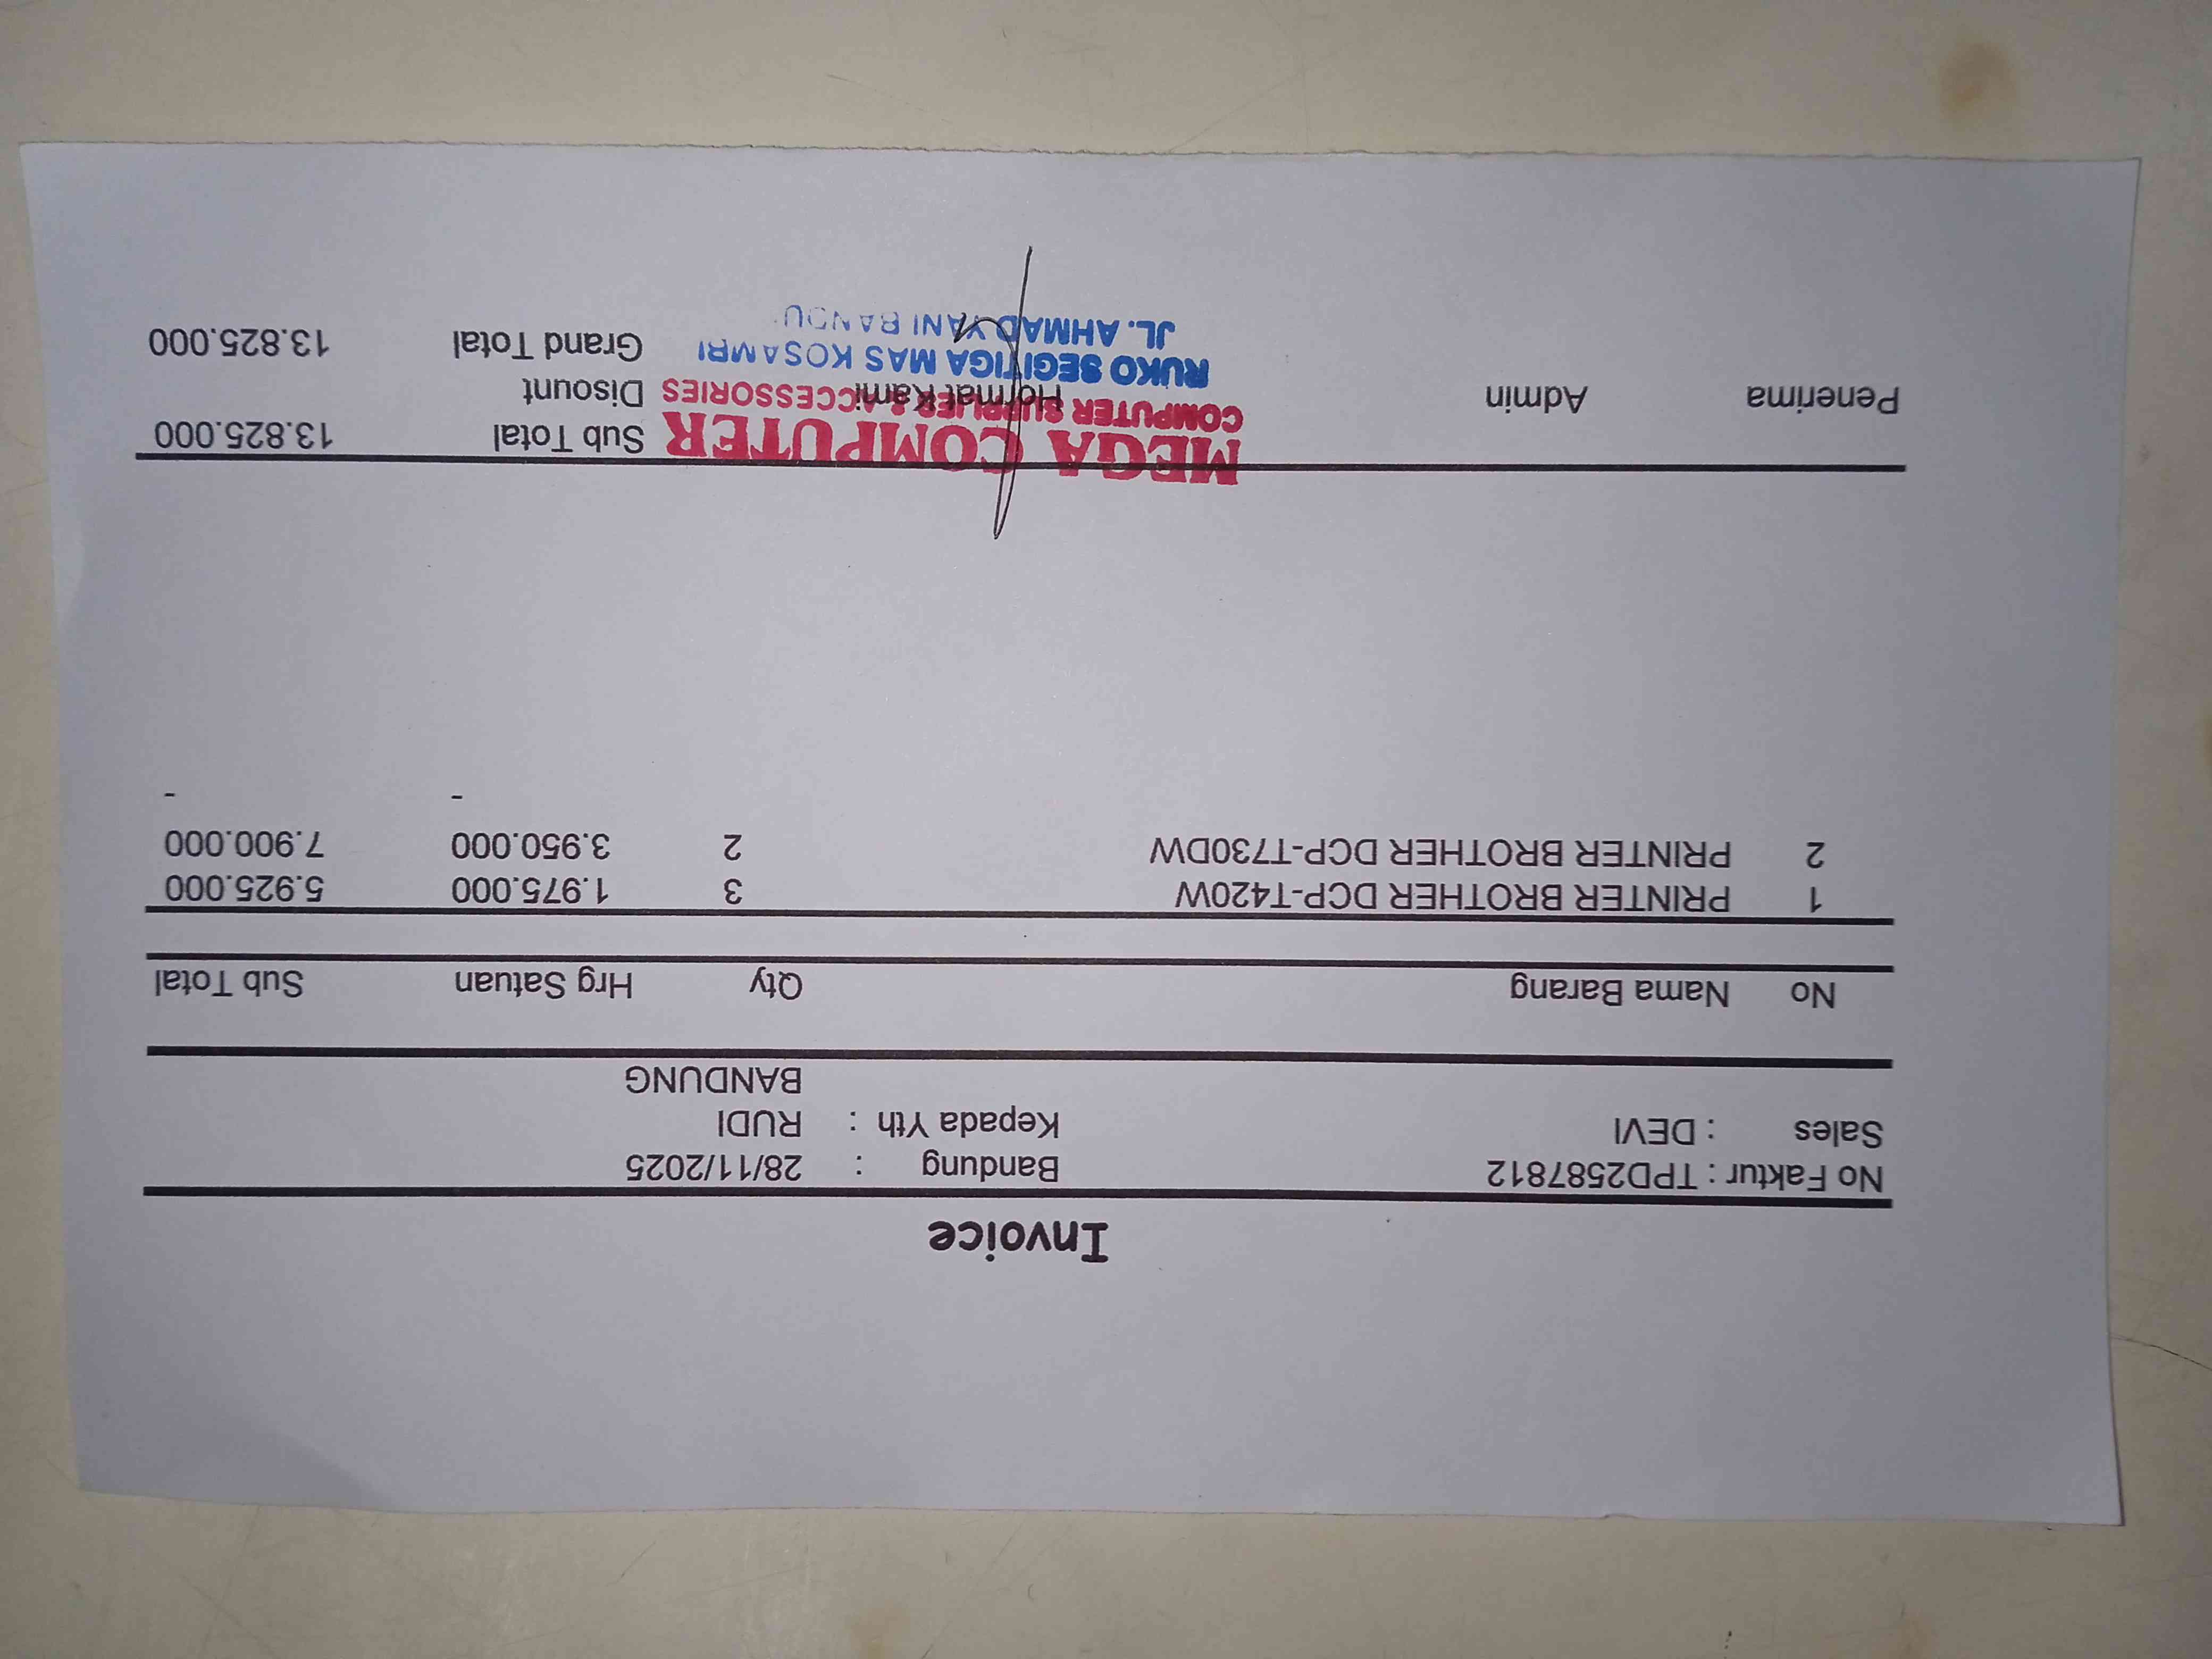 Invoice
No Faktur : TPD2587812 Bandung : 28/11/2025
Sales : DEVI Kepada Yth : RUDI
BANDUNG
No Nama Barang Qty Hrg Satuan Sub Total
1 PRINTER BROTHER DCP-T420W 3 1.975.000 5.925.000
2 PRINTER BROTHER DCP-T730DW 2 3.950.000 7.900.000
- -
Sub Total 13.825.000
Penerima Admin Hormat Kami Disount
Grand Total 13.825.000
MEGA COMPUTER
COMPUTER SUPPLIER & ACCESSORIES
RUKO SEGITIGA MAS KOSAMBI
JL. AHMAD YANI BANDU